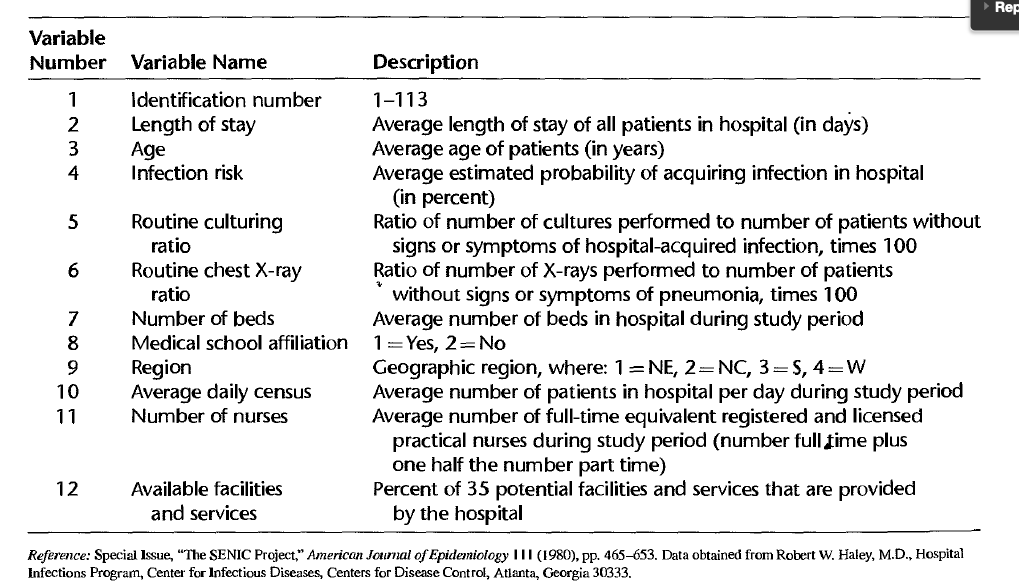 Rep
Variable
Number Variable Name Description
1 Identification number 1–113
2 Length of stay Average length of stay of all patients in hospital (in days)
3 Age Average age of patients (in years)
4 Infection risk Average estimated probability of acquiring infection in hospital
(in percent)
5 Routine culturing Ratio of number of cultures performed to number of patients without
ratio signs or symptoms of hospital-acquired infection, times 100
6 Routine chest X-ray Ratio of number of X-rays performed to number of patients
ratio without signs or symptoms of pneumonia, times 100
7 Number of beds Average number of beds in hospital during study period
8 Medical school affiliation 1=Yes, 2=No
9 Region Geographic region, where: 1=NE, 2=NC, 3=S, 4=W
10 Average daily census Average number of patients in hospital per day during study period
11 Number of nurses Average number of full-time equivalent registered and licensed
practical nurses during study period (number full time plus
one half the number part time)
12 Available facilities Percent of 35 potential facilities and services that are provided
and services by the hospital
Reference: Special Issue, "The SENIC Project," American Journal of Epidemiology 111 (1980), pp. 465–653. Data obtained from Robert W. Haley, M.D., Hospital
Infections Program, Center for Infectious Diseases, Centers for Disease Control, Atlanta, Georgia 30333.